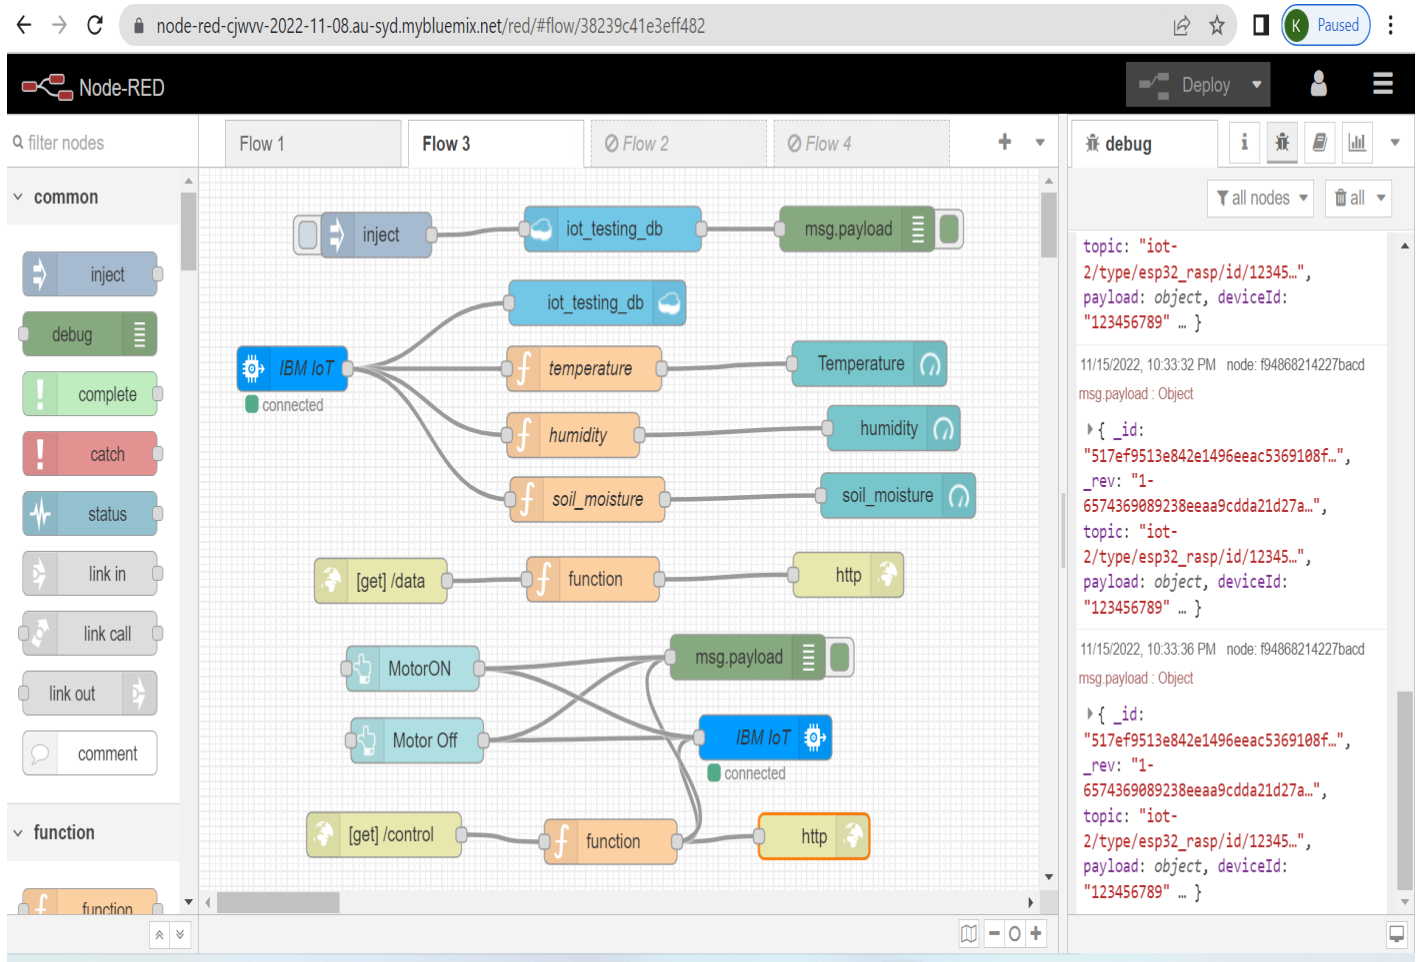 node-red-cjwvv-2022-11-08.au-syd.mybluemix.net/red/#flow/38239c41e3eff482
K Paused
Node-RED
Deploy
filter nodes
Flow 1
Flow 3
Flow 2
Flow 4
debug
i
common
inject
debug
complete
catch
status
link in
link call
link out
comment
function
function
inject
iot_testing_db
msg.payload
iot_testing_db
IBM IoT
connected
temperature
Temperature
humidity
humidity
soil_moisture
soil_moisture
[get] /data
function
http
MotorON
msg.payload
Motor Off
IBM IoT
connected
[get] /control
function
http
all nodes
all
topic: "iot-
2/type/esp32_rasp/id/12345…",
payload: object, deviceId:
"123456789" … }
11/15/2022, 10:33:32 PM node: f94868214227bacd
msg.payload : Object
{ _id:
"517ef9513e842e1496eeac5369108f…",
_rev: "1-
6574369089238eeaa9cdda21d27a…",
topic: "iot-
2/type/esp32_rasp/id/12345…",
payload: object, deviceId:
"123456789" … }
11/15/2022, 10:33:36 PM node: f94868214227bacd
msg.payload : Object
{ _id:
"517ef9513e842e1496eeac5369108f…",
_rev: "1-
6574369089238eeaa9cdda21d27a…",
topic: "iot-
2/type/esp32_rasp/id/12345…",
payload: object, deviceId:
"123456789" … }